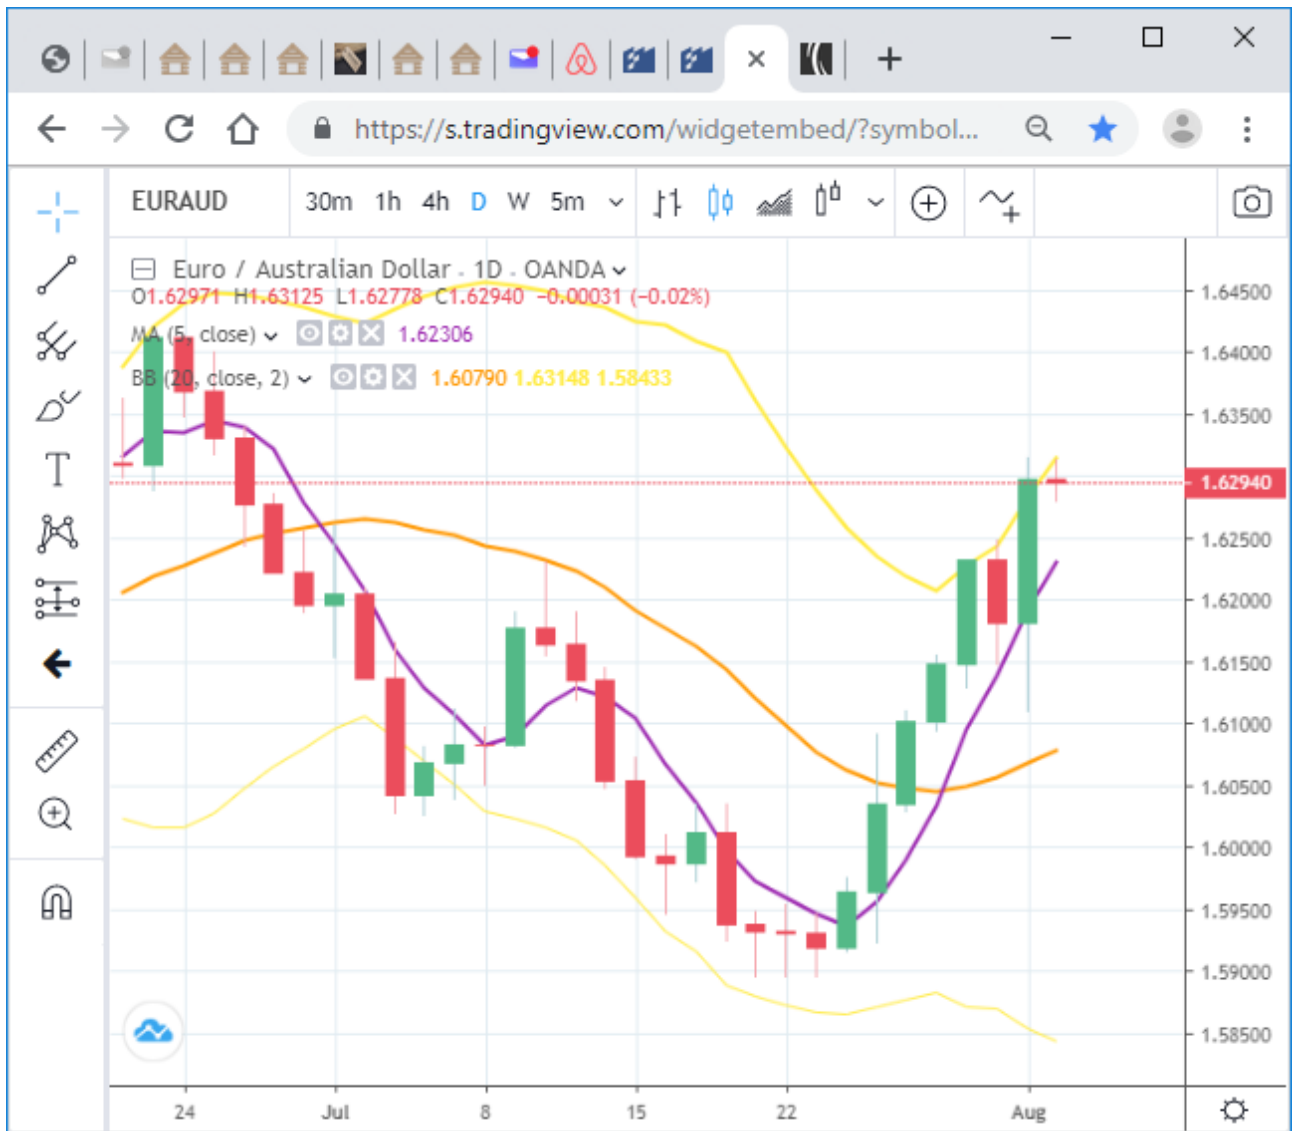 https://s.tradingview.com/widgetembed/?symbol...
EURAUD 30m 1h 4h D W 5m
Euro / Australian Dollar · 1D · OANDA
O1.62971 H1.63125 L1.62778 C1.62940 −0.00031 (−0.02%)
MA (5, close) 1.62306
BB (20, close, 2) 1.60790 1.63148 1.58433
T
1.64500
1.64000
1.63500
1.62940
1.62500
1.62000
1.61500
1.61000
1.60500
1.60000
1.59500
1.59000
1.58500
24 Jul 8 15 22 Aug